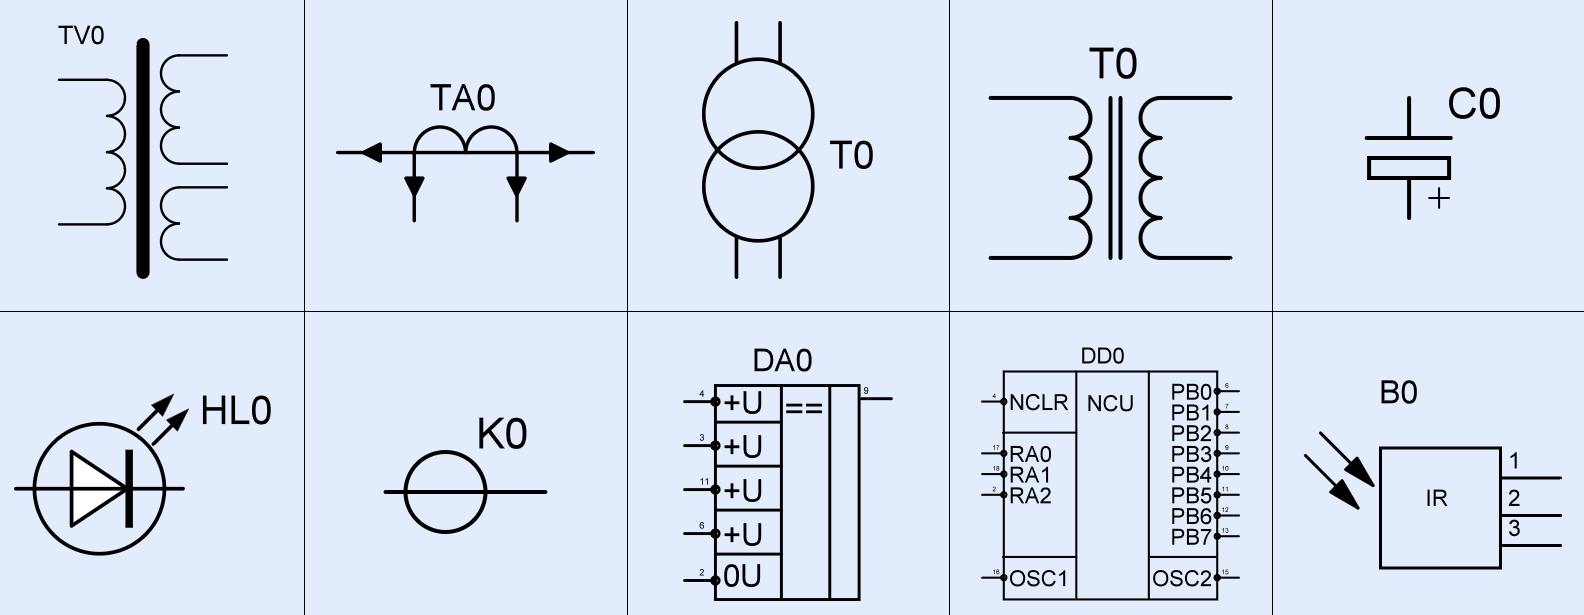 TV0
TA0
T0
T0
C0
+
HL0
K0
DA0
4 +U == 9
3 +U
11 +U
6 +U
2 0U
DD0
4 NCLR NCU PB0 6
PB1 7
PB2 8
17 RA0 PB3 9
18 RA1 PB4 10
2 RA2 PB5 11
PB6 12
PB7 13
16 OSC1 OSC2 15
B0
IR
1
2
3